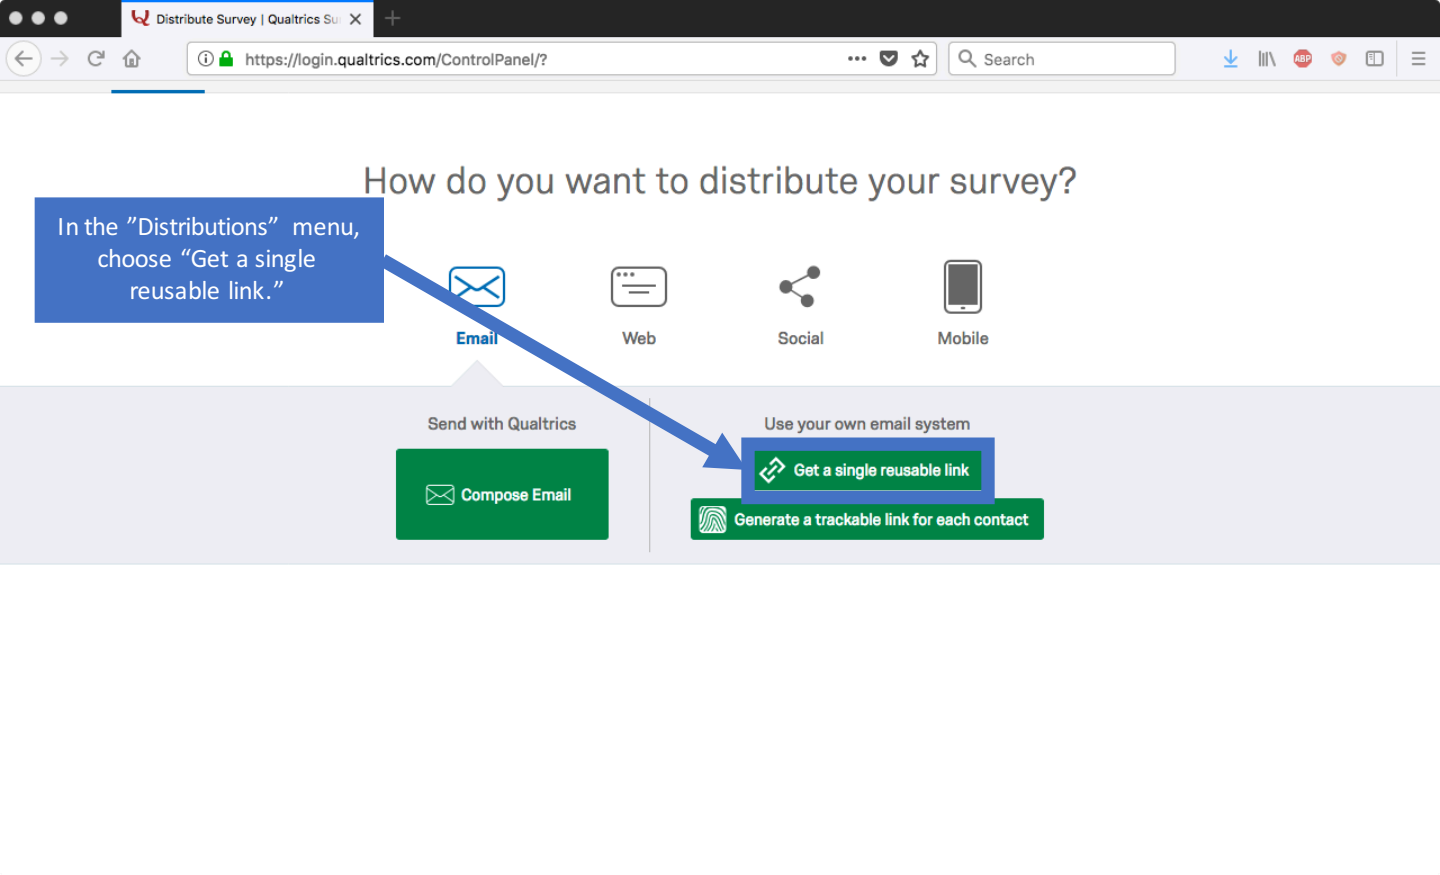 Distribute Survey | Qualtrics Su
https://login.qualtrics.com/ControlPanel/?
Search
ABP
How do you want to distribute your survey?
In the ”Distributions” menu,
choose “Get a single
reusable link.”
Email
Web
Social
Mobile
Send with Qualtrics
Use your own email system
Compose Email
Get a single reusable link
Generate a trackable link for each contact